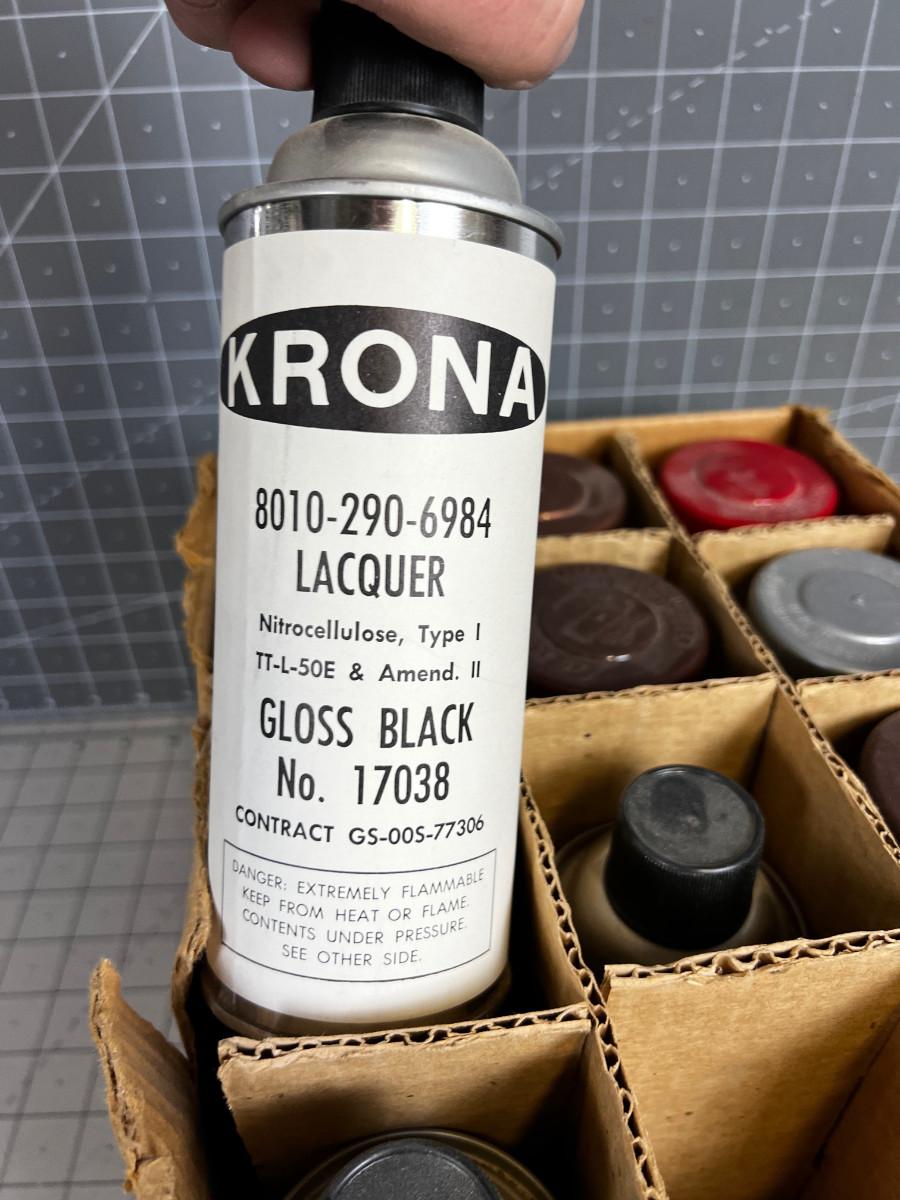 KRONA
8010-290-6984
LACQUER
Nitrocellulose, Type I
TT-L-50E & Amend. II
GLOSS BLACK
No. 17038
CONTRACT GS-00S-77306
DANGER: EXTREMELY FLAMMABLE
KEEP FROM HEAT OR FLAME.
CONTENTS UNDER PRESSURE.
SEE OTHER SIDE.